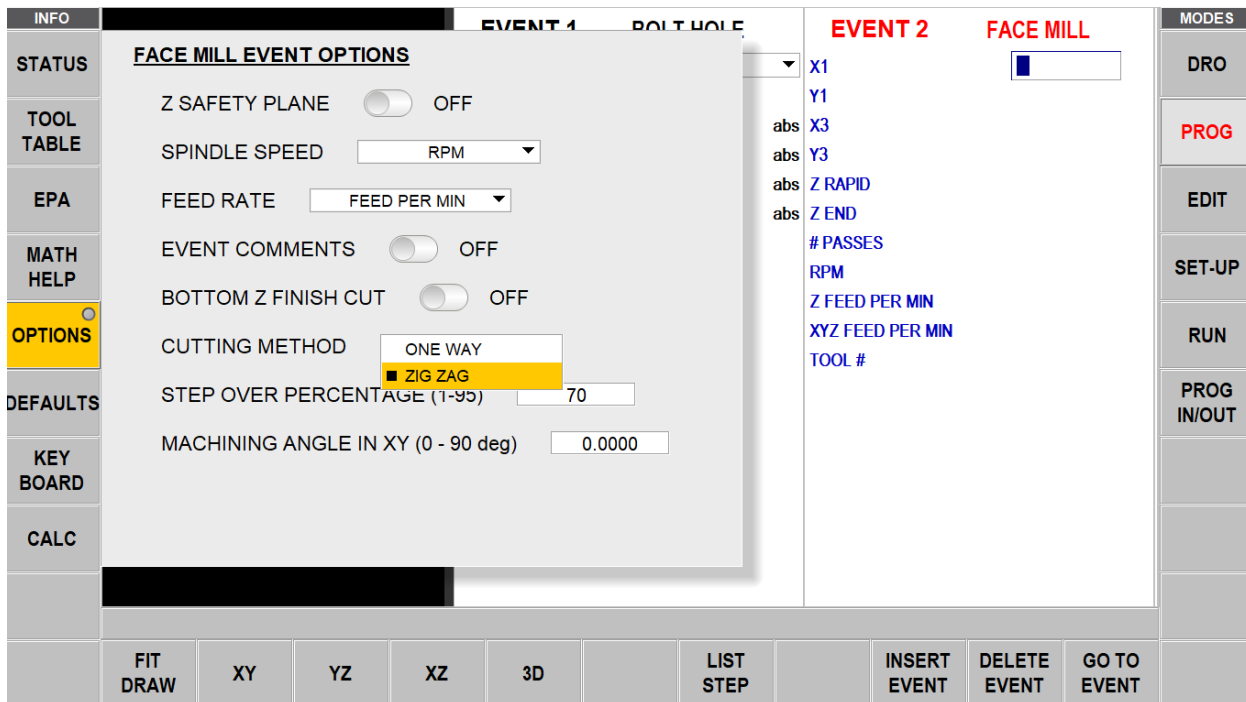 INFO
STATUS
TOOL
TABLE
EPA
MATH
HELP
OPTIONS
DEFAULTS
KEY
BOARD
CALC
FACE MILL EVENT OPTIONS
Z SAFETY PLANE OFF
SPINDLE SPEED RPM
FEED RATE FEED PER MIN
EVENT COMMENTS OFF
BOTTOM Z FINISH CUT OFF
CUTTING METHOD ONE WAY
ZIG ZAG
STEP OVER PERCENTAGE (1-95) 70
MACHINING ANGLE IN XY (0 - 90 deg) 0.0000
EVENT 1 BOLT HOLE
abs
abs
abs
abs
EVENT 2 FACE MILL
X1
Y1
X3
Y3
Z RAPID
Z END
# PASSES
RPM
Z FEED PER MIN
XYZ FEED PER MIN
TOOL #
MODES
DRO
PROG
EDIT
SET-UP
RUN
PROG
IN/OUT
FIT
DRAW
XY
YZ
XZ
3D
LIST
STEP
INSERT
EVENT
DELETE
EVENT
GO TO
EVENT